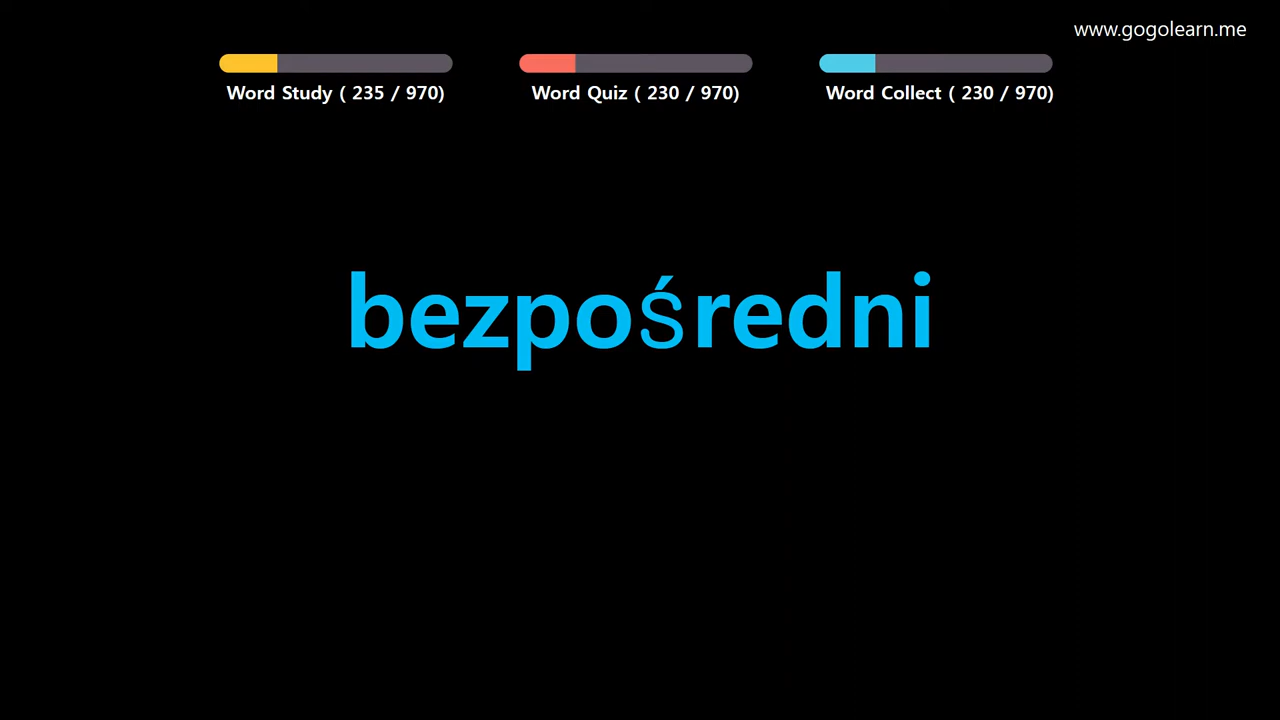 www.gogolearn.me
Word Study ( 235 / 970)
Word Quiz ( 230 / 970)
Word Collect ( 230 / 970)
bezpośredni